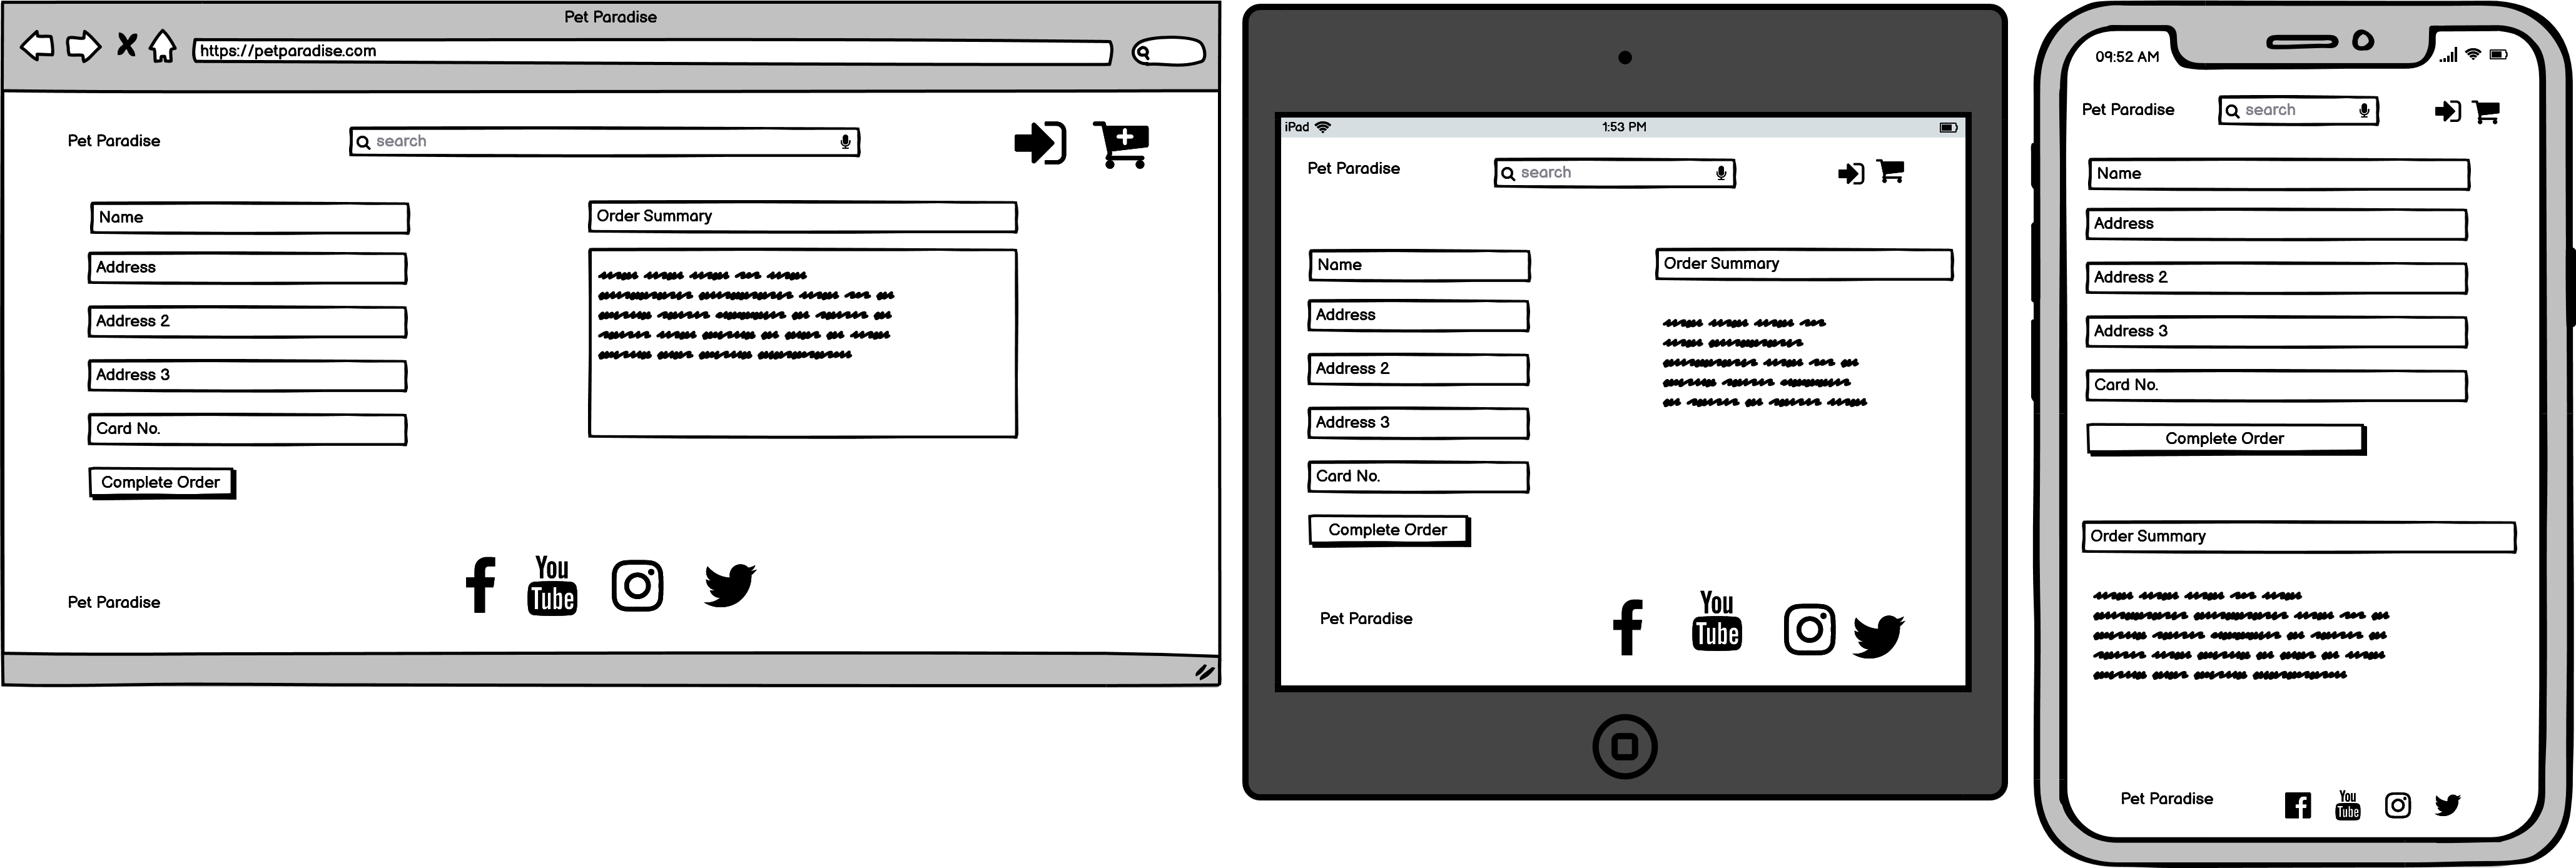 Pet Paradise
https://petparadise.com
Pet Paradise
search
Name
Address
Address 2
Address 3
Card No.
Complete Order
Order Summary
Pet Paradise
You
Tube
iPad
1:53 PM
Pet Paradise
search
Name
Address
Address 2
Address 3
Card No.
Complete Order
Order Summary
Pet Paradise
You
Tube
09:52 AM
Pet Paradise
search
Name
Address
Address 2
Address 3
Card No.
Complete Order
Order Summary
Pet Paradise
You
Tube